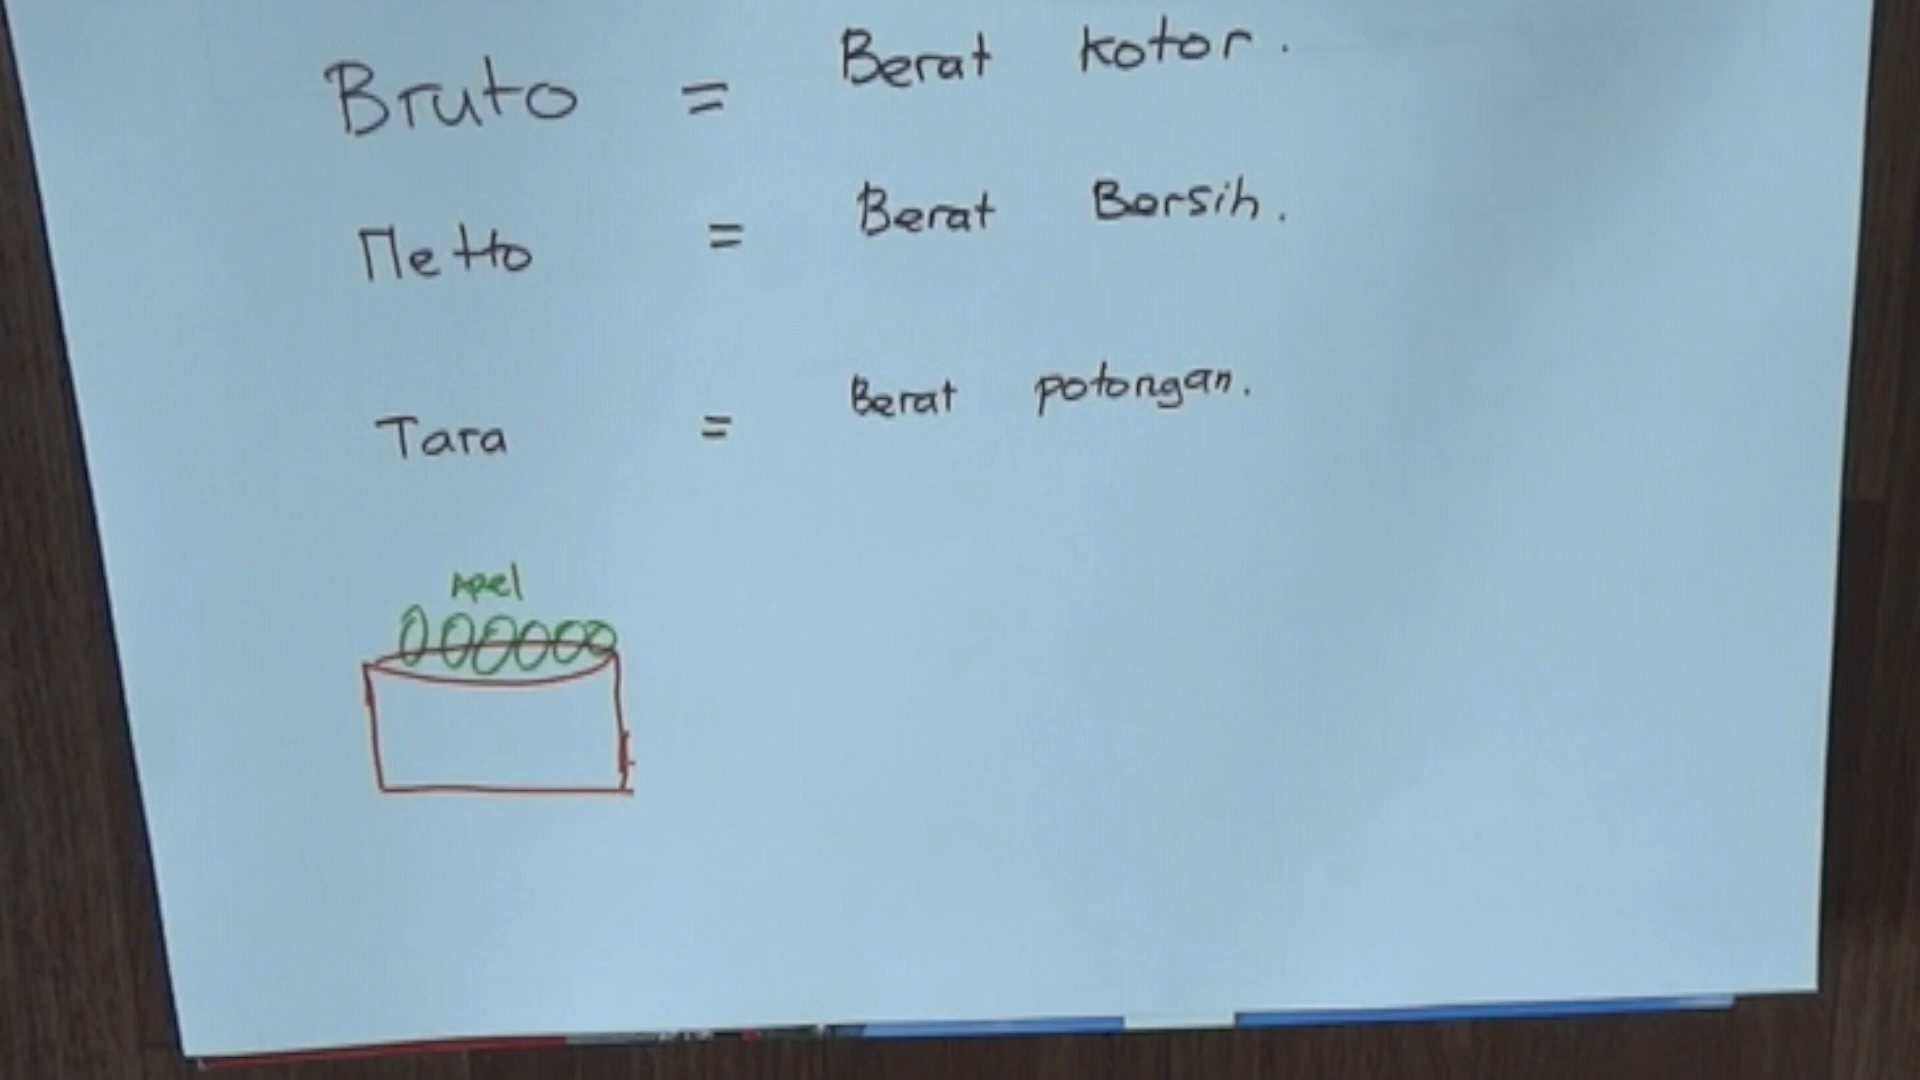 Bruto = Berat kotor.
Netto = Berat Bersih.
Tara = Berat potongan.
Apel